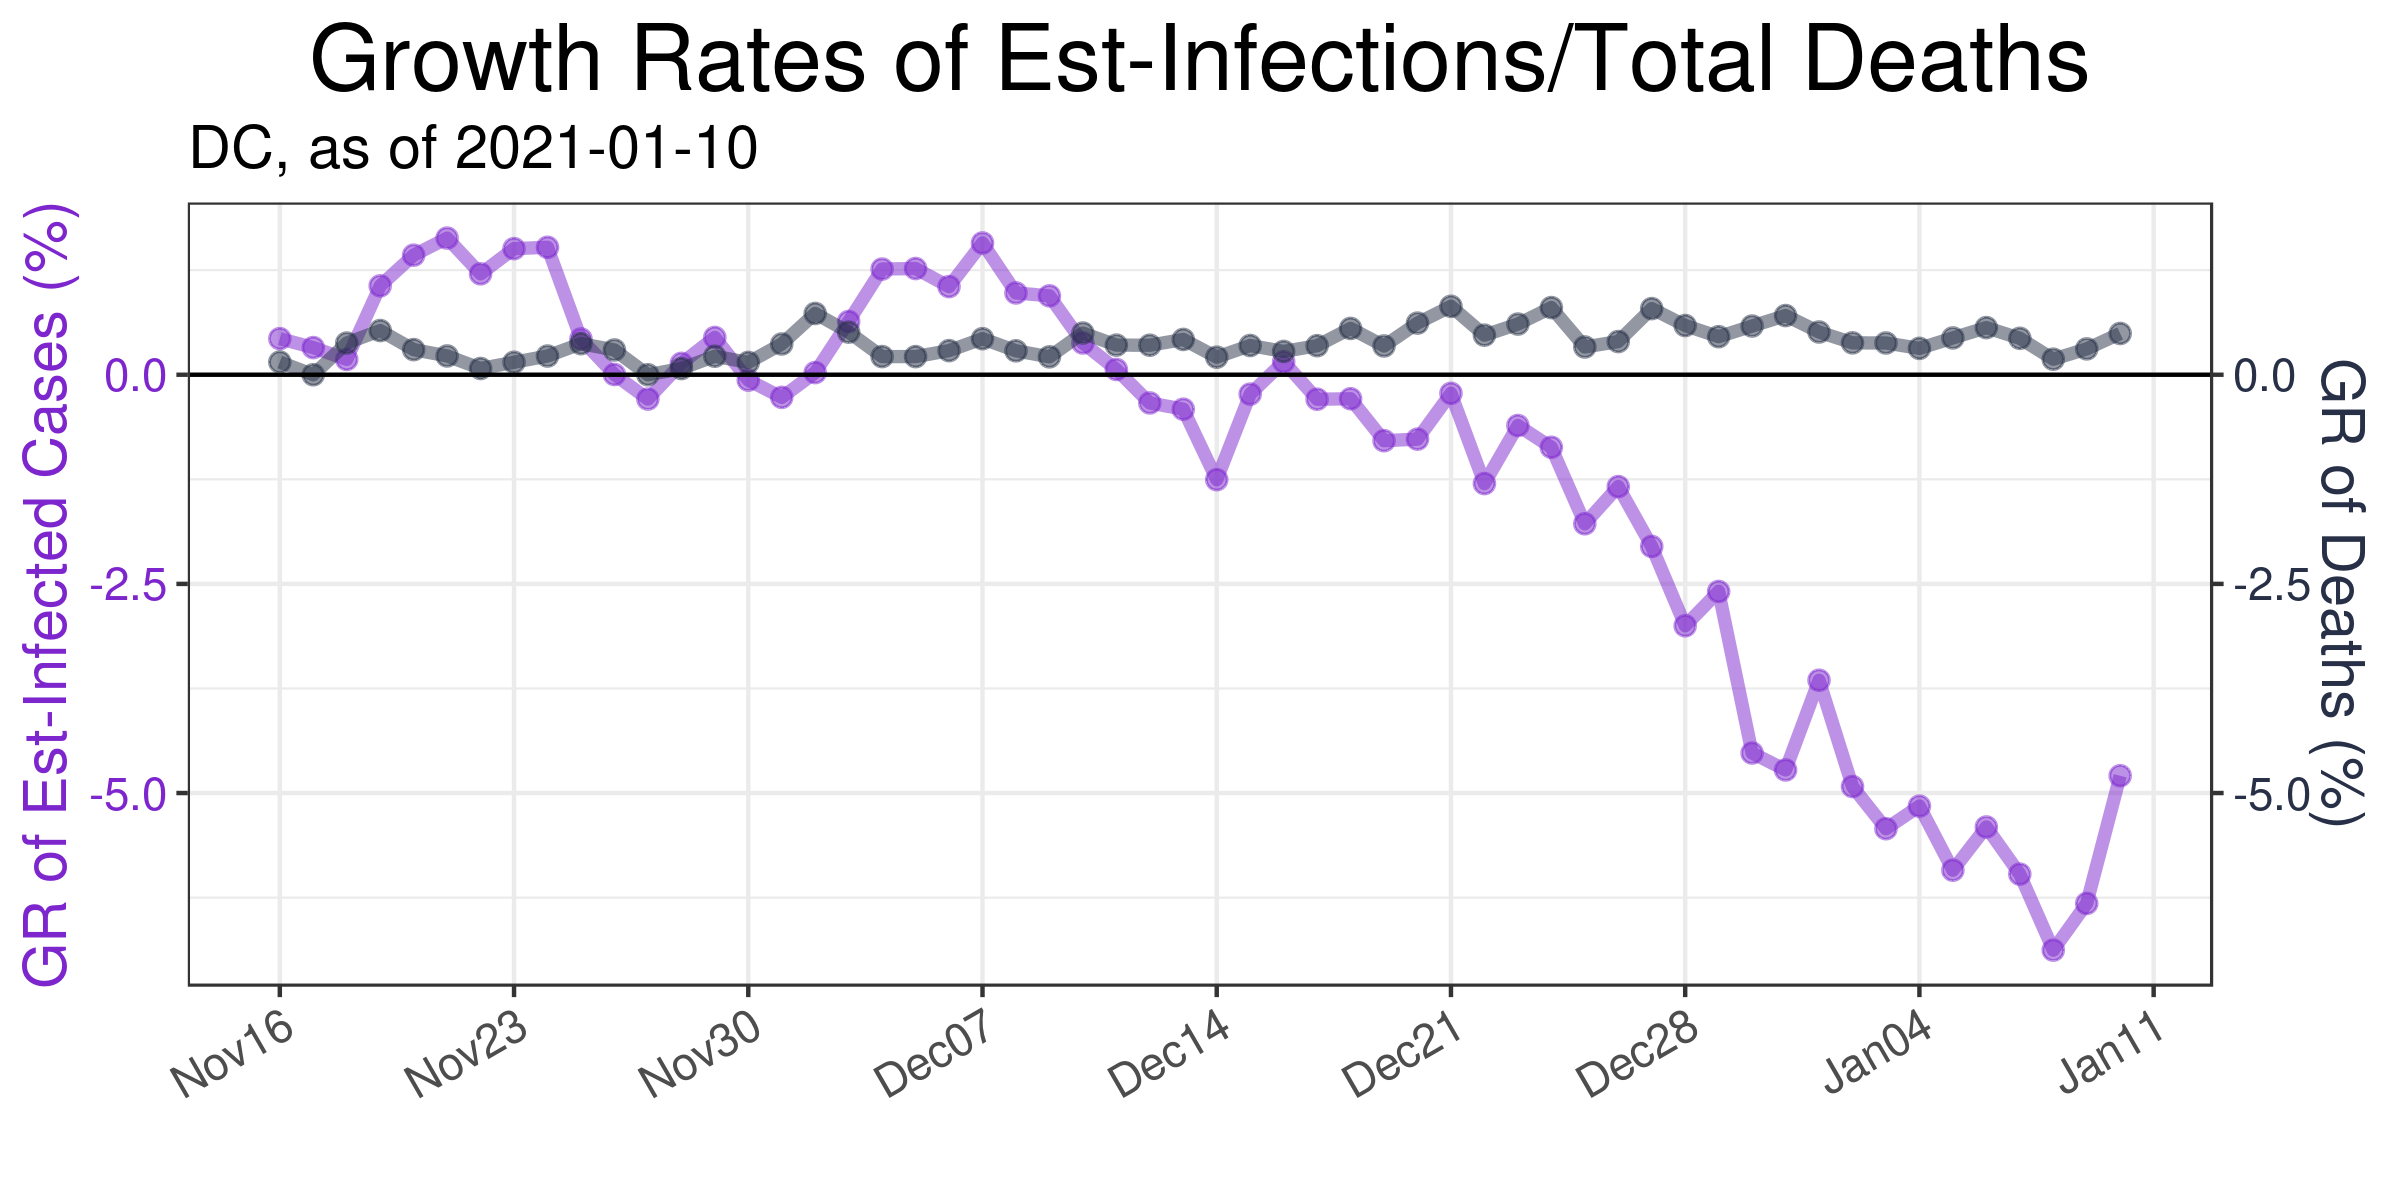 Growth Rates of Est-Infections/Total Deaths
DC, as of 2021-01-10
GR of Est-Infected Cases (%)
0.0
-2.5
-5.0
0.0
-2.5
-5.0
GR of Deaths (%)
Nov16
Nov23
Nov30
Dec07
Dec14
Dec21
Dec28
Jan04
Jan11